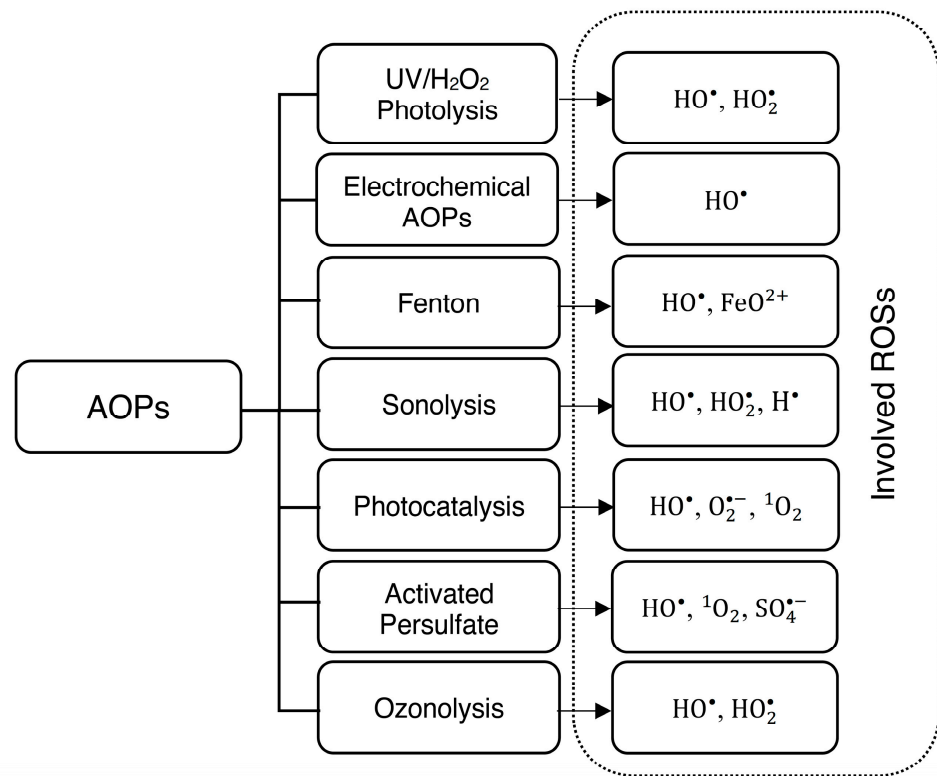 AOPs
UV/H₂O₂
Photolysis
HO•, HO₂•
Electrochemical
AOPs
HO•
Fenton
HO•, FeO²⁺
Sonolysis
HO•, HO₂•, H•
Photocatalysis
HO•, O₂•⁻, ¹O₂
Activated
Persulfate
HO•, ¹O₂, SO₄•⁻
Ozonolysis
HO•, HO₂•
Involved ROSs